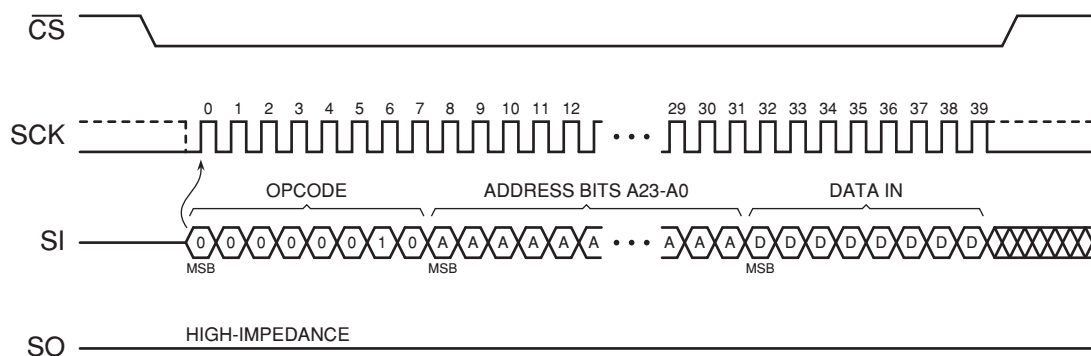 CS
SCK
0 1 2 3 4 5 6 7 8 9 10 11 12 29 30 31 32 33 34 35 36 37 38 39
OPCODE ADDRESS BITS A23-A0 DATA IN
SI
0 0 0 0 0 0 1 0 A A A A A A A A A D D D D D D D D
MSB MSB MSB
HIGH-IMPEDANCE
SO